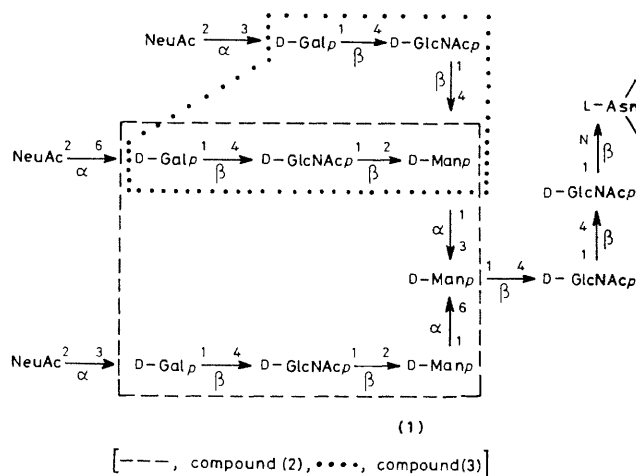 NeuAc 2 α 3 D-Galp 1 β 4 D-GlcNAcp
β 1 4
L-Asn
NeuAc 2 α 6 D-Galp 1 β 4 D-GlcNAcp 1 β 2 D-Manp
N β 1
D-GlcNAcp
α 1 3
4 β 1
D-Manp 1 β 4 D-GlcNAcp
α 6 1
NeuAc 2 α 3 D-Galp 1 β 4 D-GlcNAcp 1 β 2 D-Manp
(1)
[---, compound (2), ••••, compound (3)]